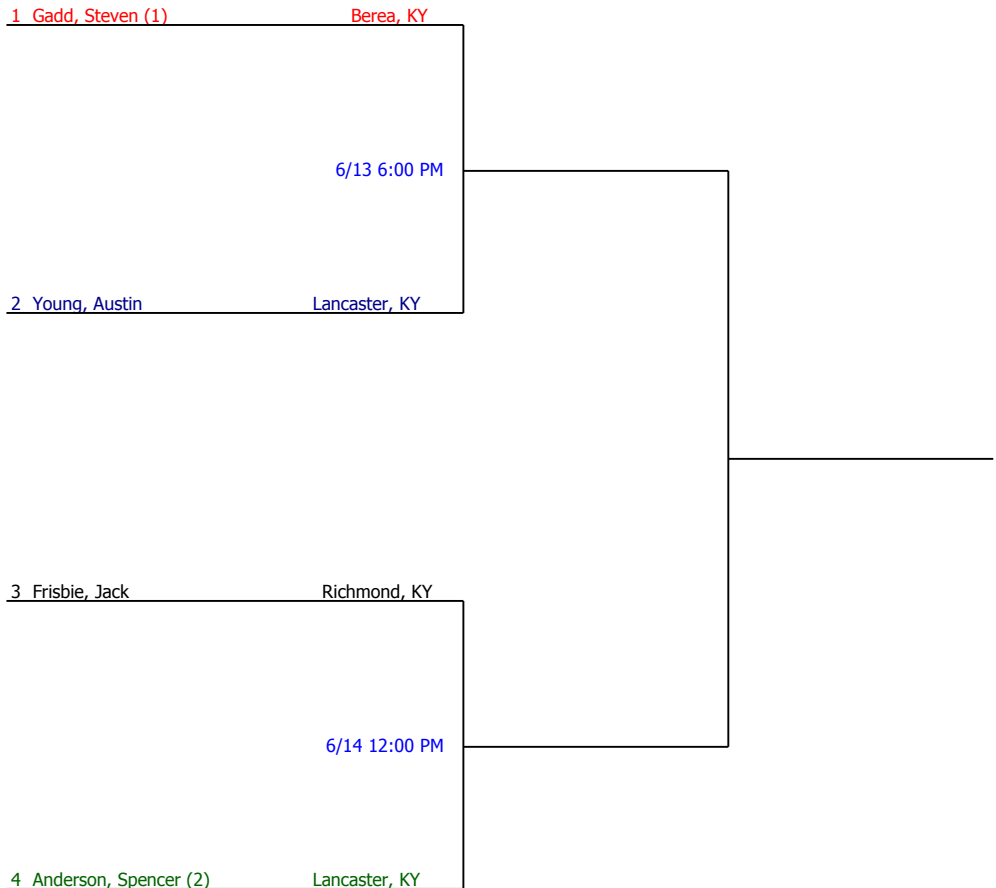 1 Gadd, Steven (1) Berea, KY
6/13 6:00 PM
2 Young, Austin Lancaster, KY
3 Frisbie, Jack Richmond, KY
6/14 12:00 PM
4 Anderson, Spencer (2) Lancaster, KY